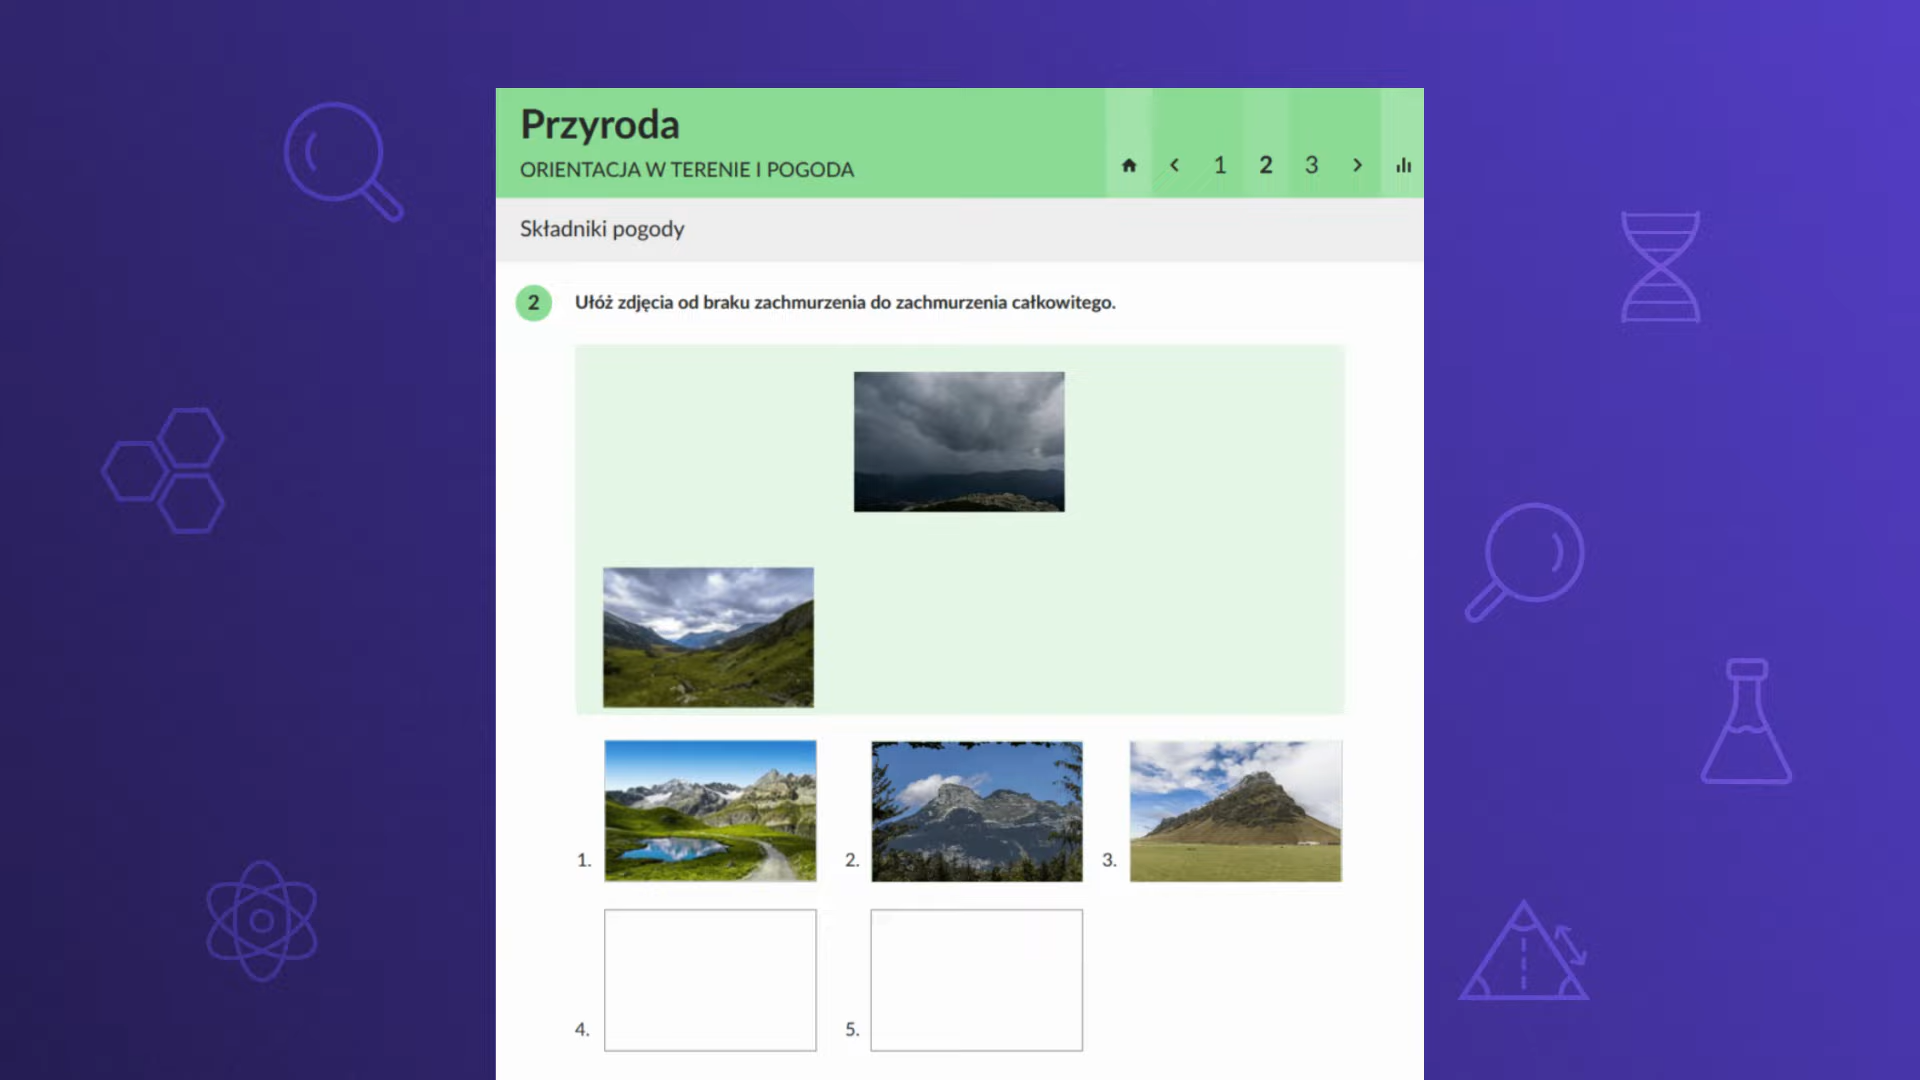 Przyroda
ORIENTACJA W TERENIE I POGODA
1 2 3
Składniki pogody
2 Ułóż zdjęcia od braku zachmurzenia do zachmurzenia całkowitego.
1. 2. 3.
4. 5.